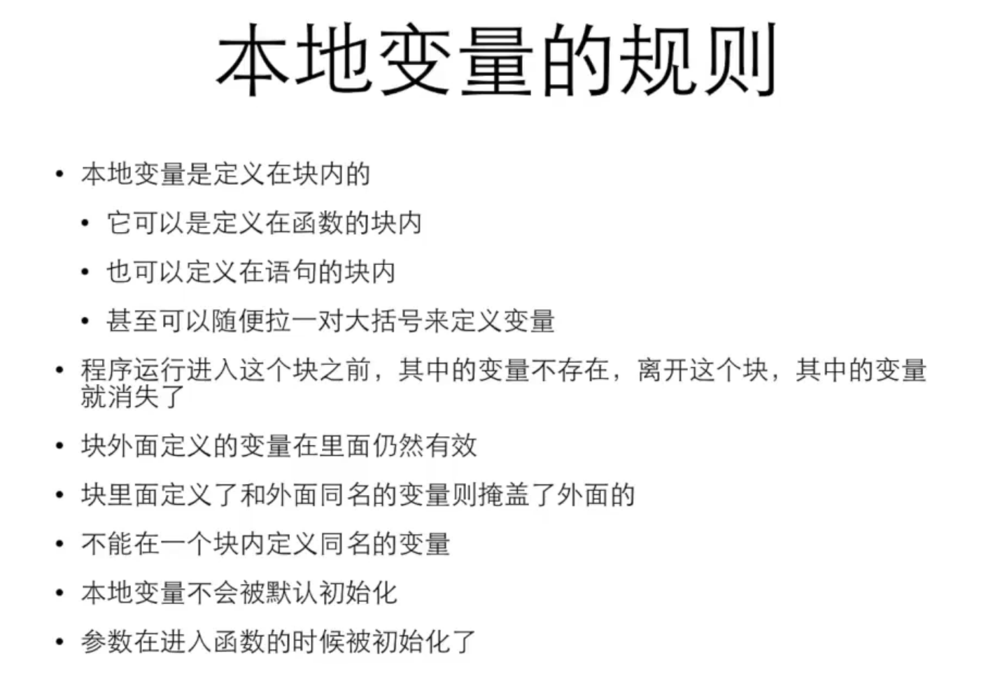 本地变量的规则
• 本地变量是定义在块内的
• 它可以是定义在函数的块内
• 也可以定义在语句的块内
• 甚至可以随便拉一对大括号来定义变量
• 程序运行进入这个块之前，其中的变量不存在，离开这个块，其中的变量
就消失了
• 块外面定义的变量在里面仍然有效
• 块里面定义了和外面同名的变量则掩盖了外面的
• 不能在一个块内定义同名的变量
• 本地变量不会被默认初始化
• 参数在进入函数的时候被初始化了